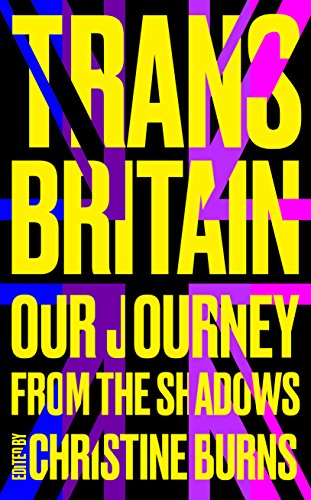 TRANS
BRITAIN
OUR JOURNEY
FROM THE SHADOWS
EDITED BY
CHRISTINE BURNS